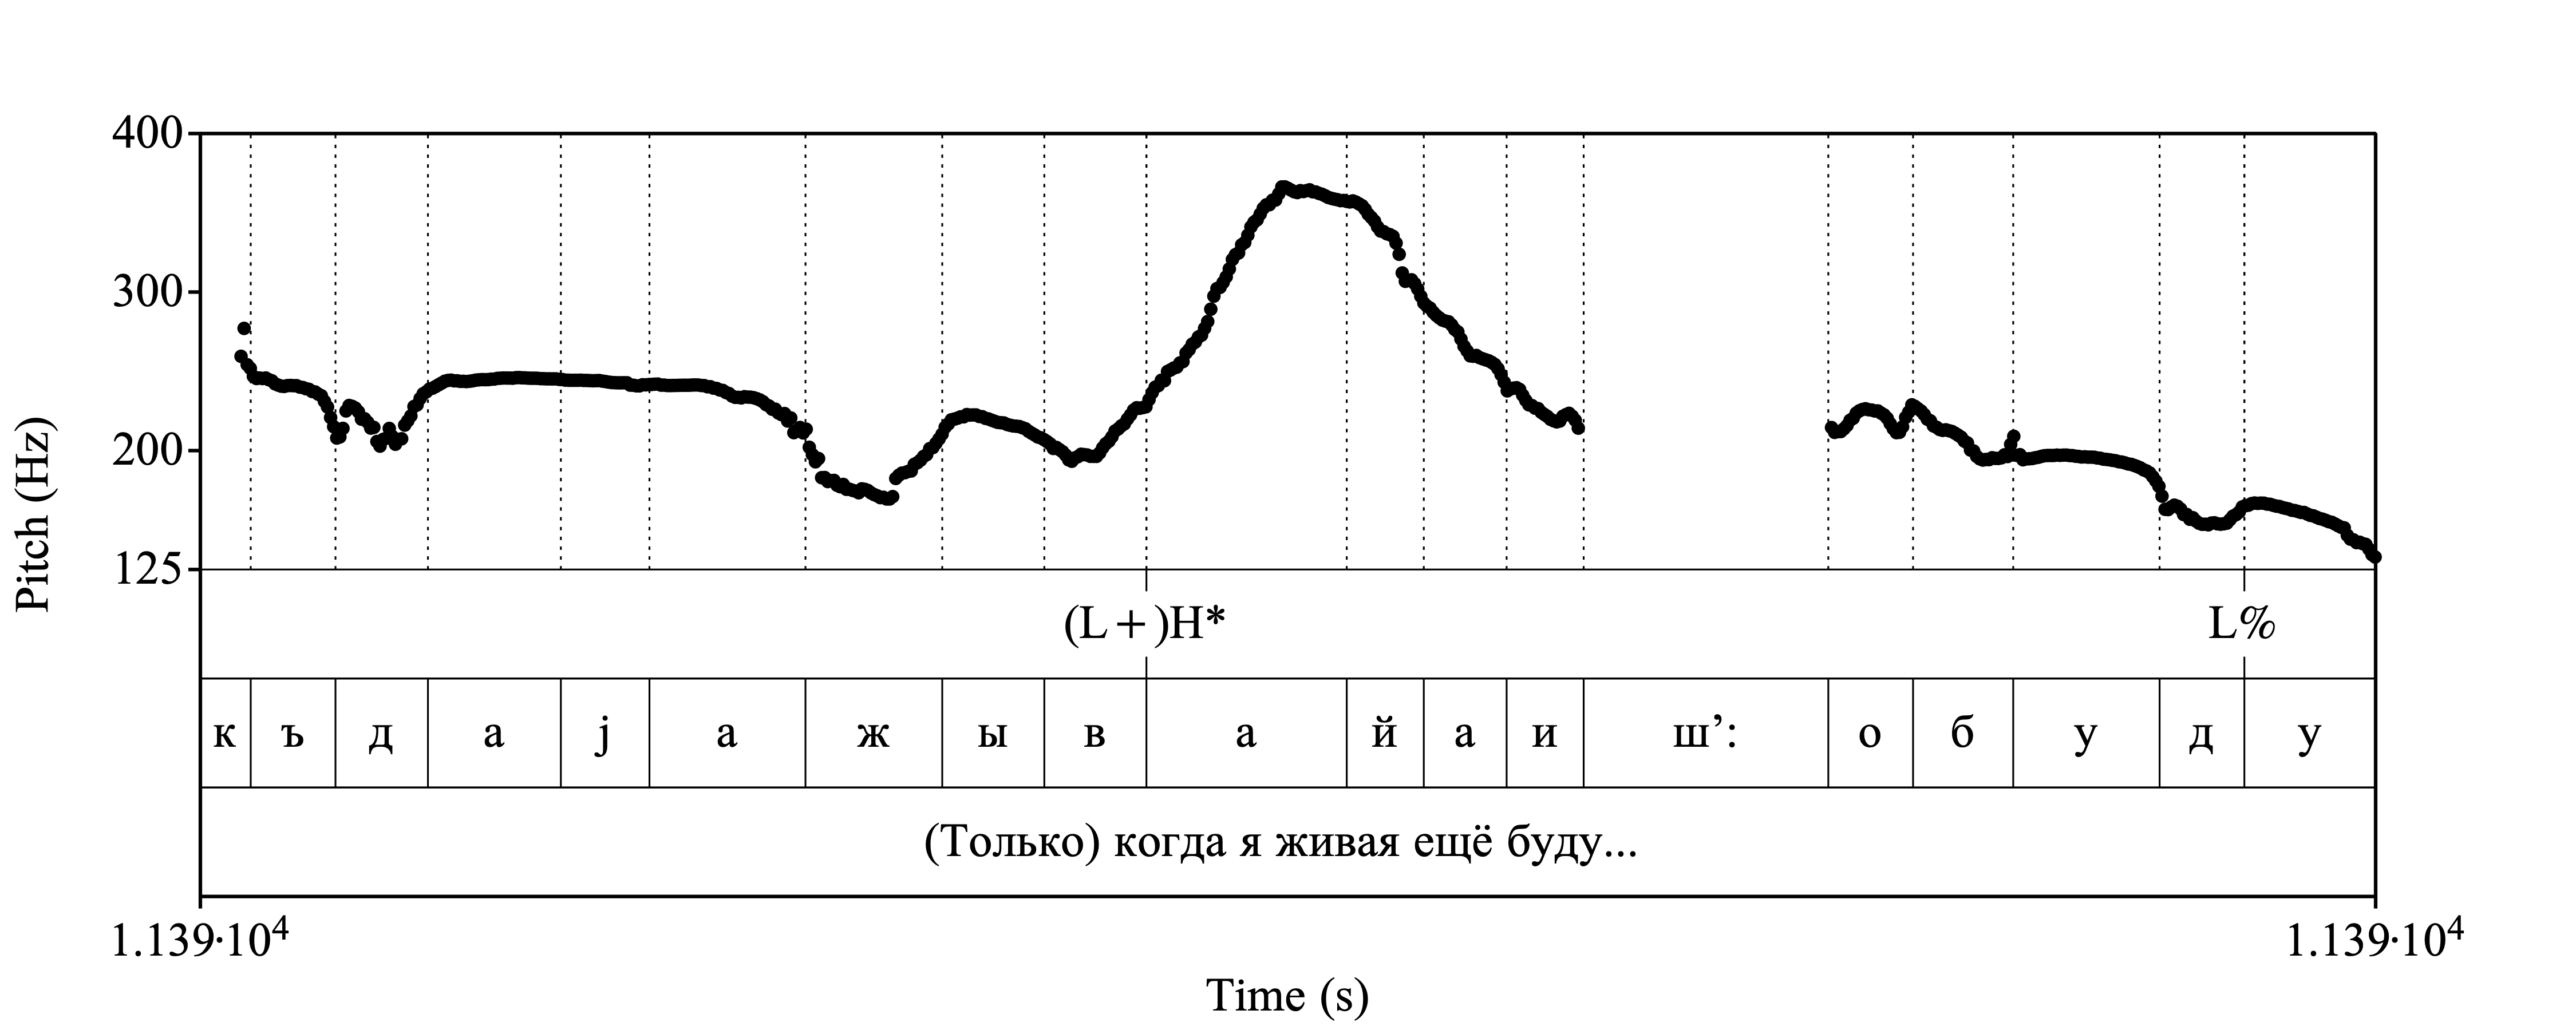 400
300
200
125
Pitch (Hz)
(L+)H* L%
к ъ д а j а ж ы в а й а и ш’: о б у д у
(Только) когда я живая ещё буду...
1.139·10⁴ 1.139·10⁴
Time (s)